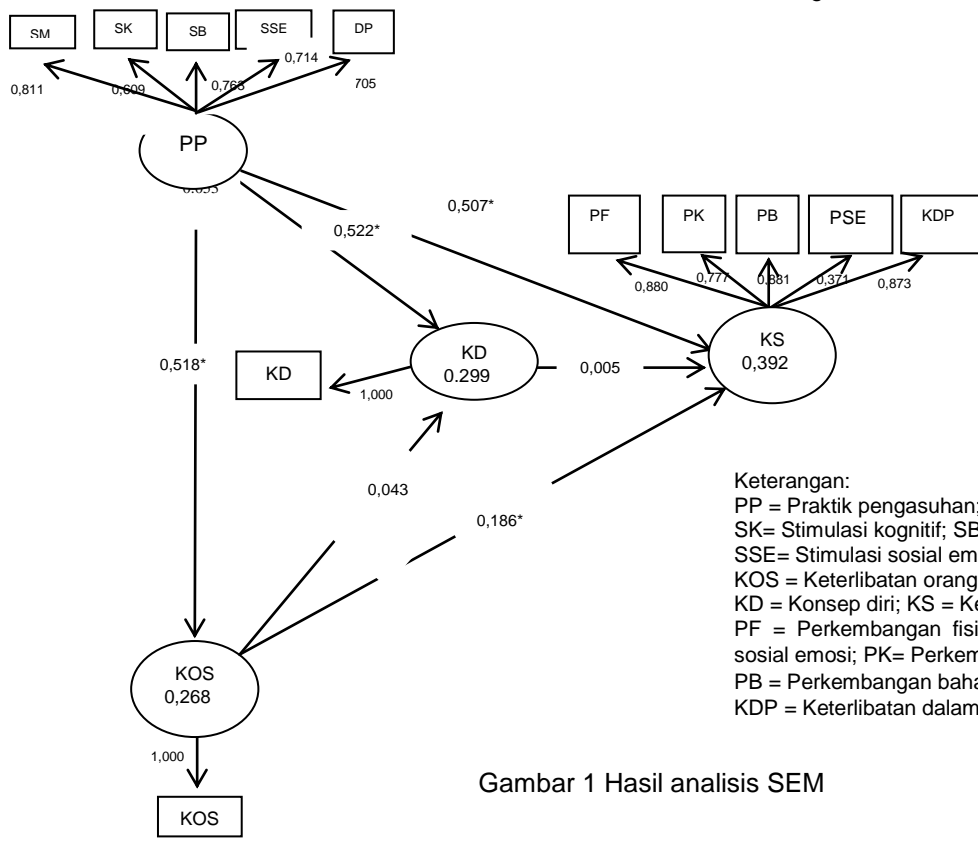 SM SK SB SSE DP
0,811 0,609 0,763 0,714 705
PP
0,507*
0,522*
PF PK PB PSE KDP
0,880 0,777 0,881 0,371 0,873
KS
0,392
KD
0.299
0,005
KD
1,000
0,518*
0,043
0,186*
KOS
0,268
1,000
KOS
Keterangan:
PP = Praktik pengasuhan;
SK= Stimulasi kognitif; SB
SSE= Stimulasi sosial em
KOS = Keterlibatan orang
KD = Konsep diri; KS = Ke
PF = Perkembangan fisi
sosial emosi; PK= Perkem
PB = Perkembangan baha
KDP = Keterlibatan dalam
Gambar 1 Hasil analisis SEM